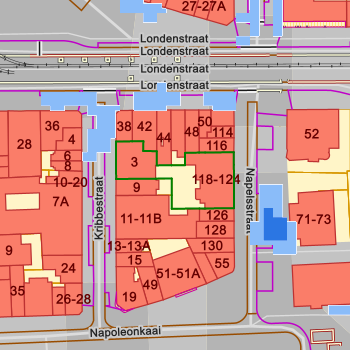 27-27A
Londenstraat
Londenstraat
Londenstraat
Londenstraat
36
38
42
50
48
114
4
44
116
52
28
6
3
8
10-20
9
118-124
7A
Kribbestraat
Napelsstraat
11-11B
126
71-73
128
9
13-13A
130
15
24
51-51A
55
35
49
26-28
19
Napoleonkaai